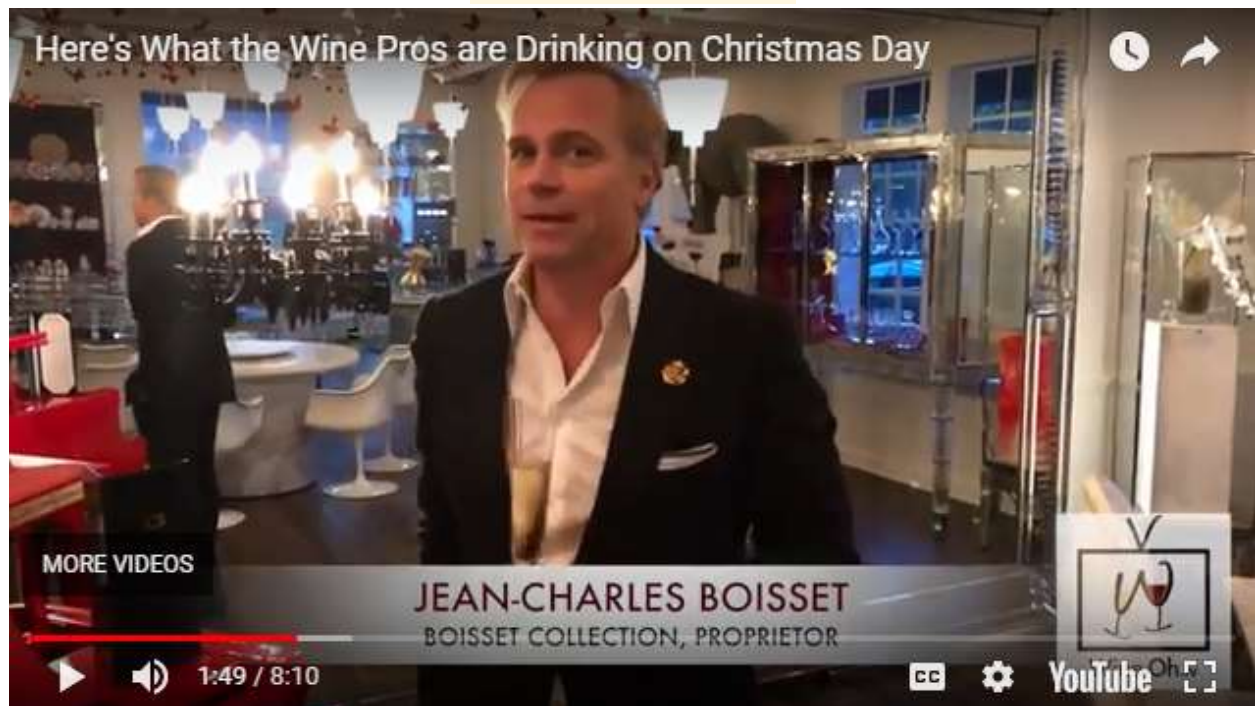 Here's What the Wine Pros are Drinking on Christmas Day
MORE VIDEOS
JEAN-CHARLES BOISSET
BOISSET COLLECTION, PROPRIETOR
1:49 / 8:10
CC
YouTube